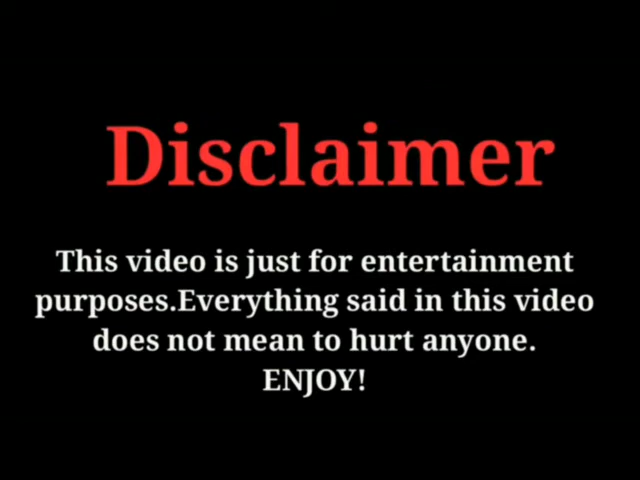 Disclaimer
This video is just for entertainment
purposes.Everything said in this video
does not mean to hurt anyone.
ENJOY!